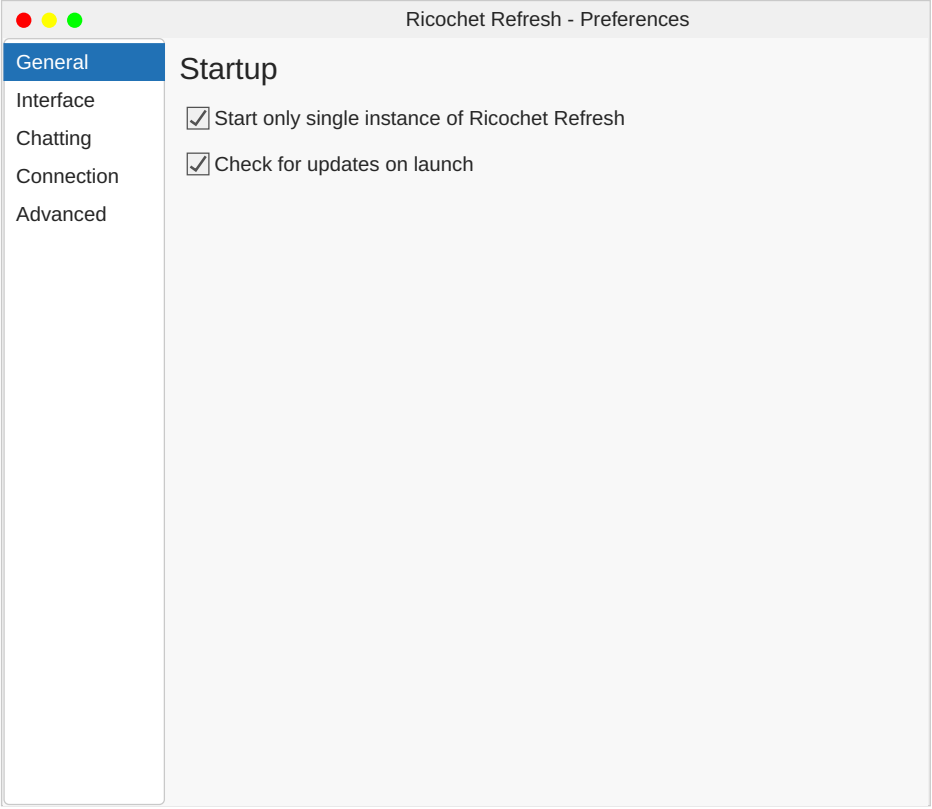 Ricochet Refresh - Preferences
General
Interface
Chatting
Connection
Advanced
Startup
Start only single instance of Ricochet Refresh
Check for updates on launch